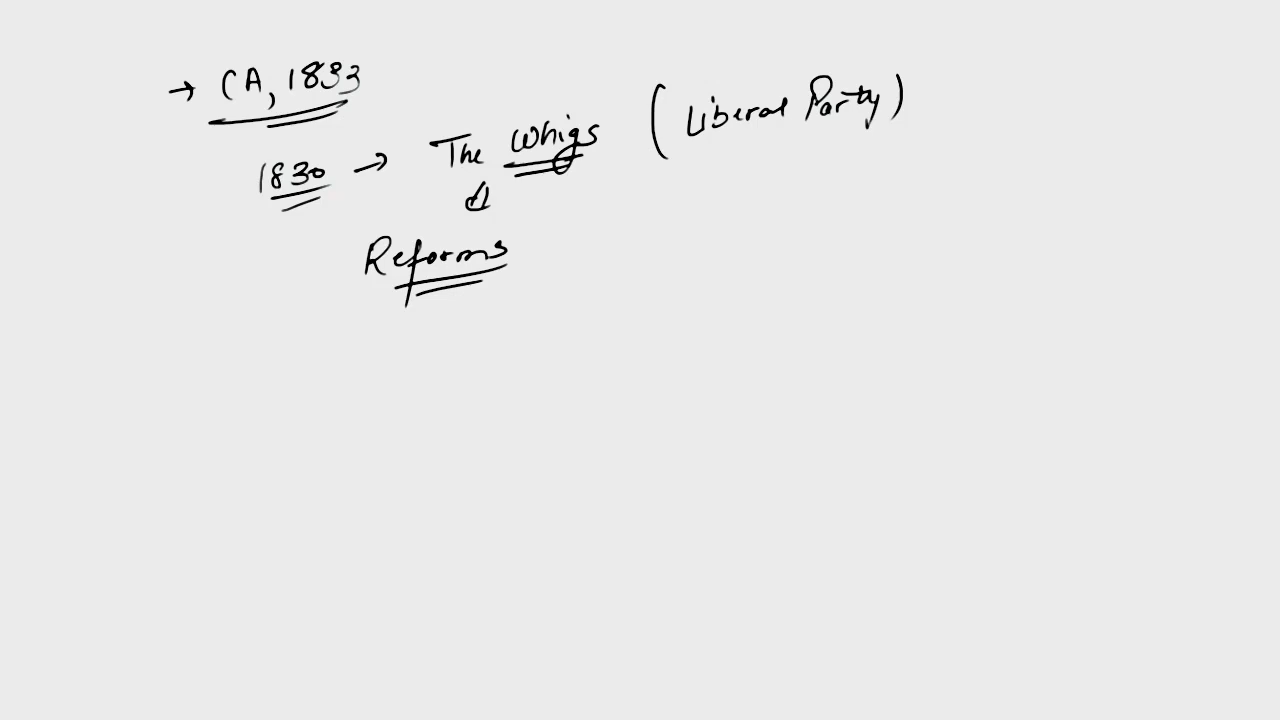 → CA, 1833
1830 → The Whigs (Liberal Party)
Reforms